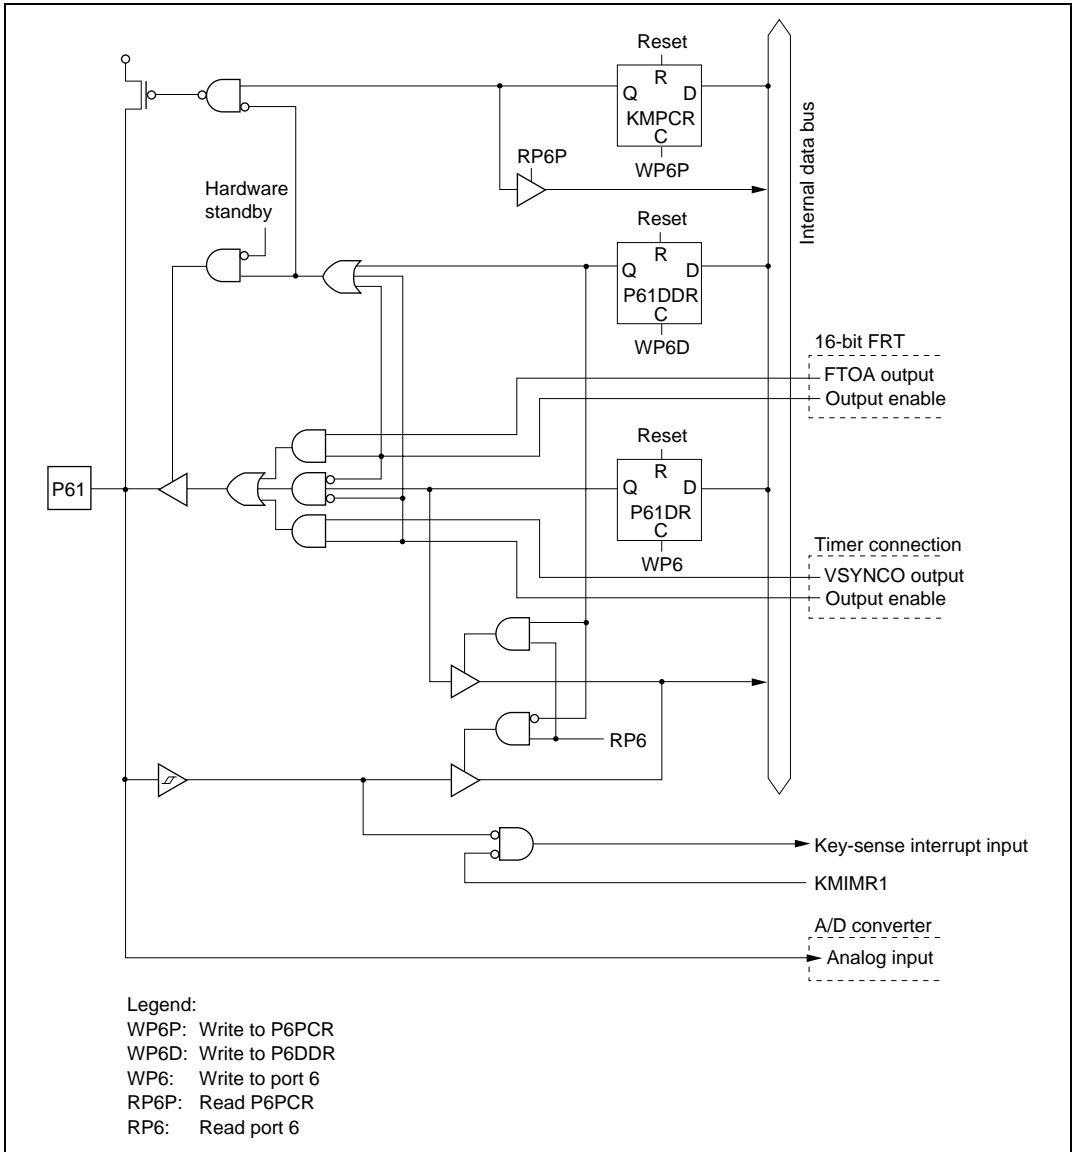 Reset
R
Q D
KMPCR
C
WP6P
RP6P
Internal data bus
Hardware
standby
Reset
R
Q D
P61DDR
C
WP6D
16-bit FRT
FTOA output
Output enable
Reset
R
Q D
P61DR
C
WP6
P61
Timer connection
VSYNCO output
Output enable
RP6
Key-sense interrupt input
KMIMR1
A/D converter
Analog input
Legend:
WP6P: Write to P6PCR
WP6D: Write to P6DDR
WP6: Write to port 6
RP6P: Read P6PCR
RP6: Read port 6